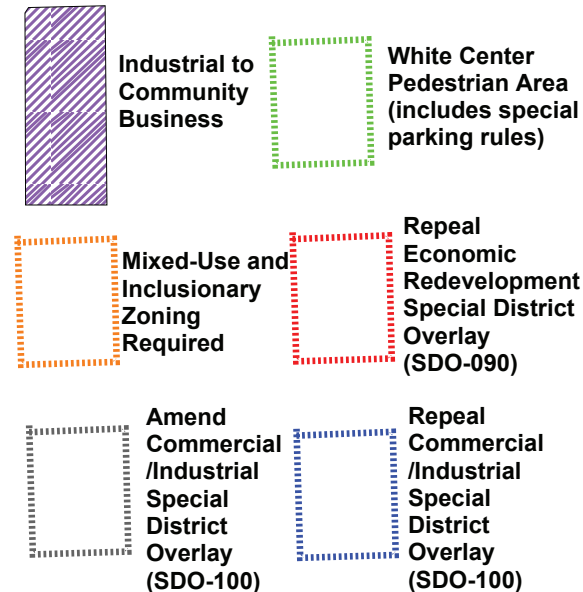 Industrial to
Community
Business
White Center
Pedestrian Area
(includes special
parking rules)
Mixed-Use and
Inclusionary
Zoning
Required
Repeal
Economic
Redevelopment
Special District
Overlay
(SDO-090)
Amend
Commercial
/Industrial
Special
District
Overlay
(SDO-100)
Repeal
Commercial
/Industrial
Special
District
Overlay
(SDO-100)